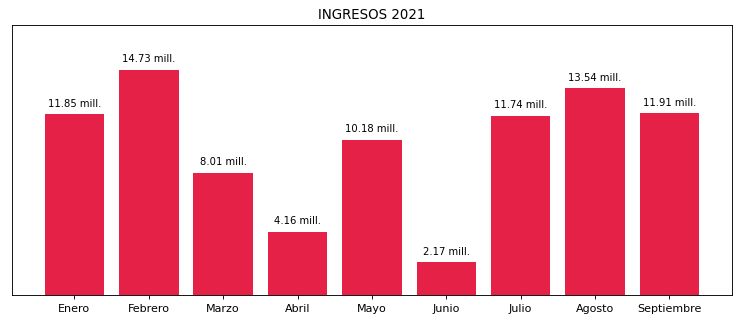 INGRESOS 2021
11.85 mill.
14.73 mill.
8.01 mill.
4.16 mill.
10.18 mill.
2.17 mill.
11.74 mill.
13.54 mill.
11.91 mill.
Enero
Febrero
Marzo
Abril
Mayo
Junio
Julio
Agosto
Septiembre